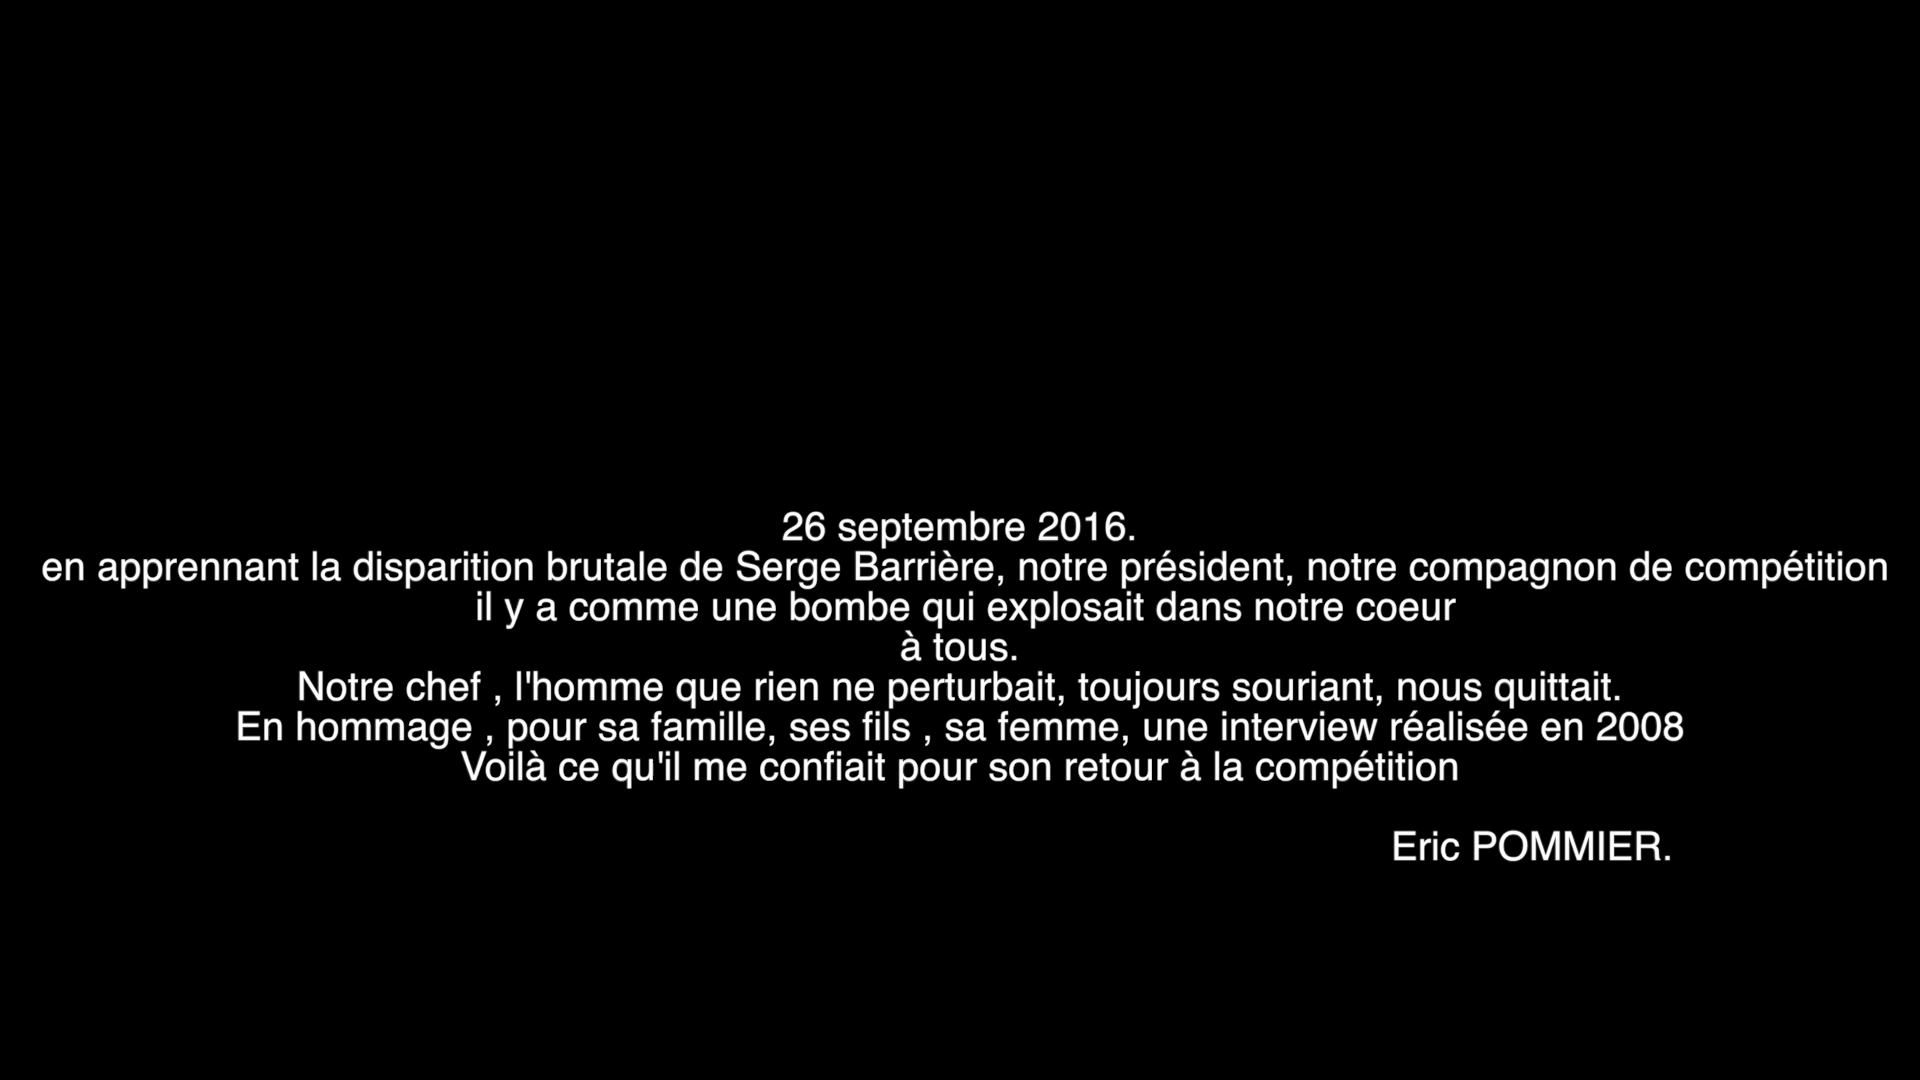 26 septembre 2016.
en apprennant la disparition brutale de Serge Barrière, notre président, notre compagnon de compétition
il y a comme une bombe qui explosait dans notre coeur
à tous.
Notre chef , l'homme que rien ne perturbait, toujours souriant, nous quittait.
En hommage , pour sa famille, ses fils , sa femme, une interview réalisée en 2008
Voilà ce qu'il me confiait pour son retour à la compétition
Eric POMMIER.